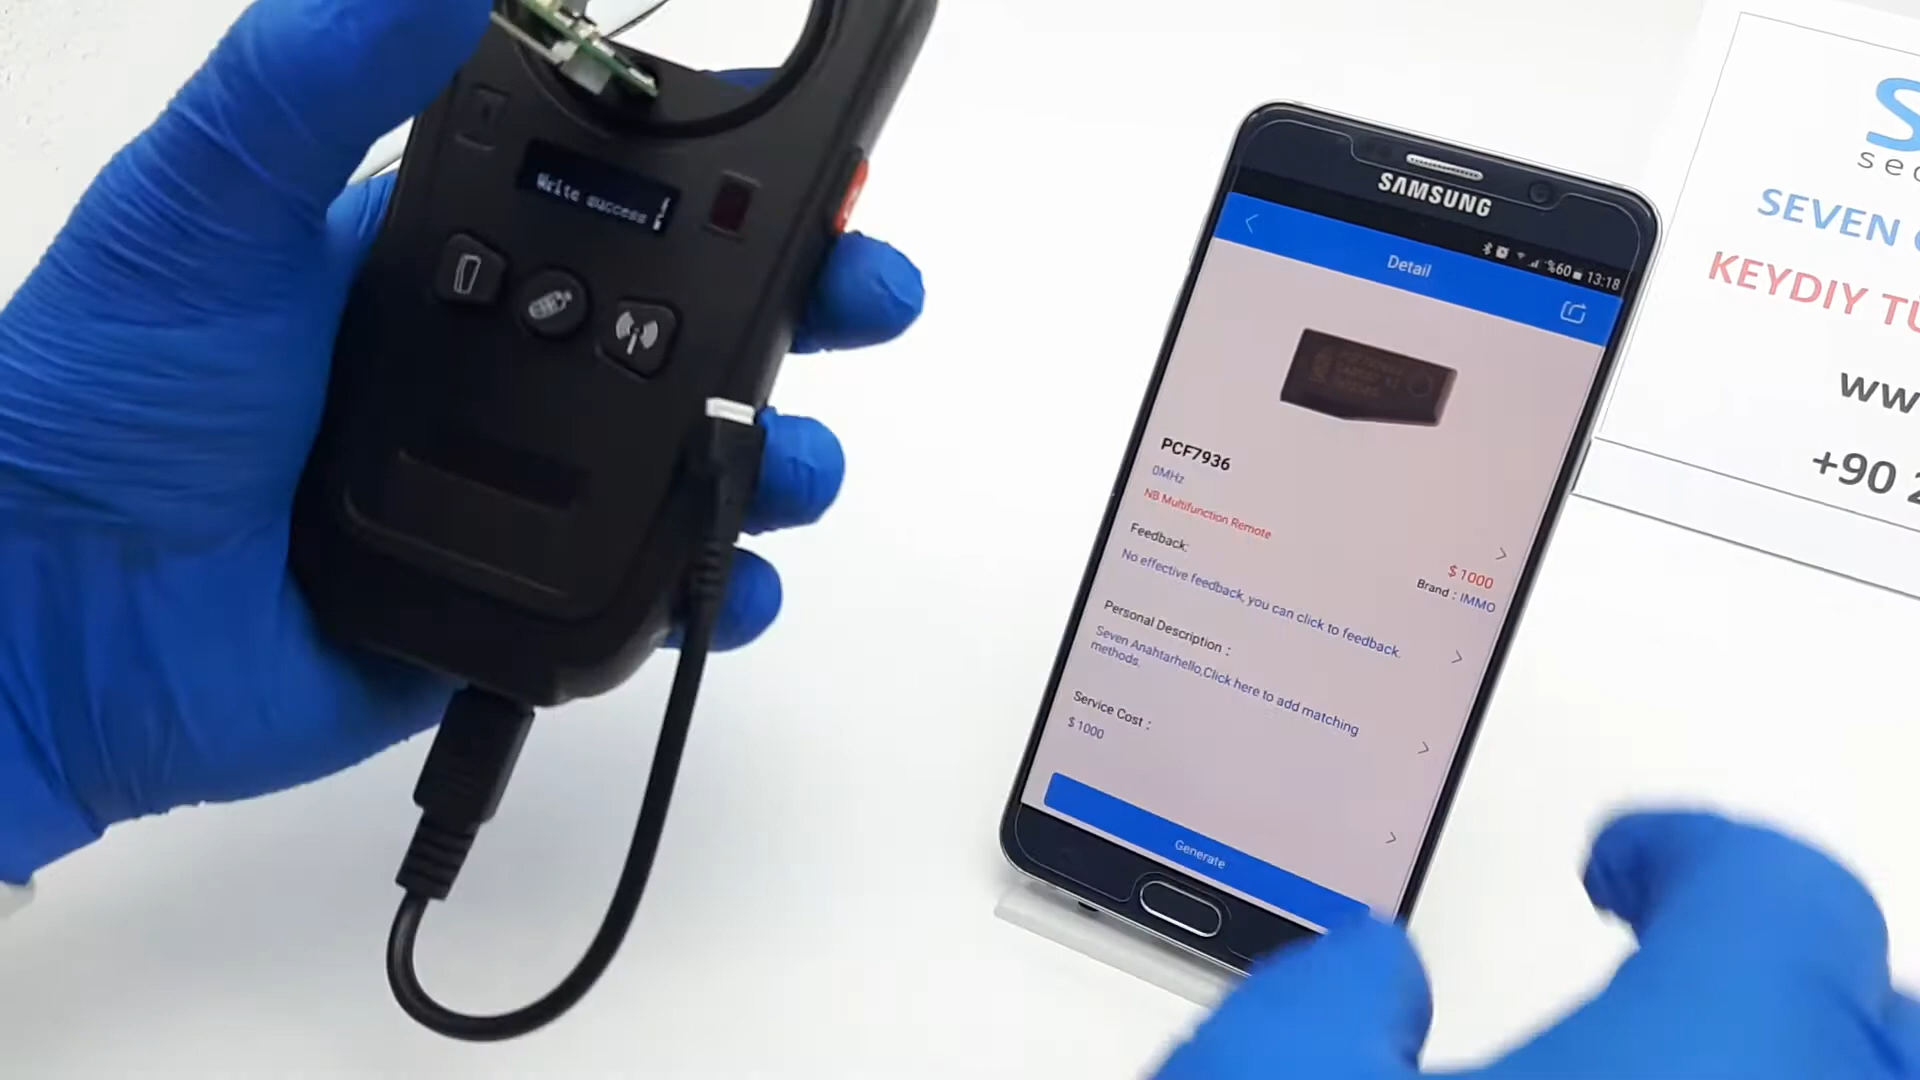 Write success !
SAMSUNG
%60 13:18
Detail
PCF7936
0MHz
NB Multifunction Remote
$1000
Brand : IMMO
Feedback:
No effective feedback, you can click to feedback.
Personal Description :
Seven Anahtarhello,Click here to add matching
methods.
Service Cost :
$1000
Generate
S
sec
SEVEN
KEYDIY TU
ww
+90 2